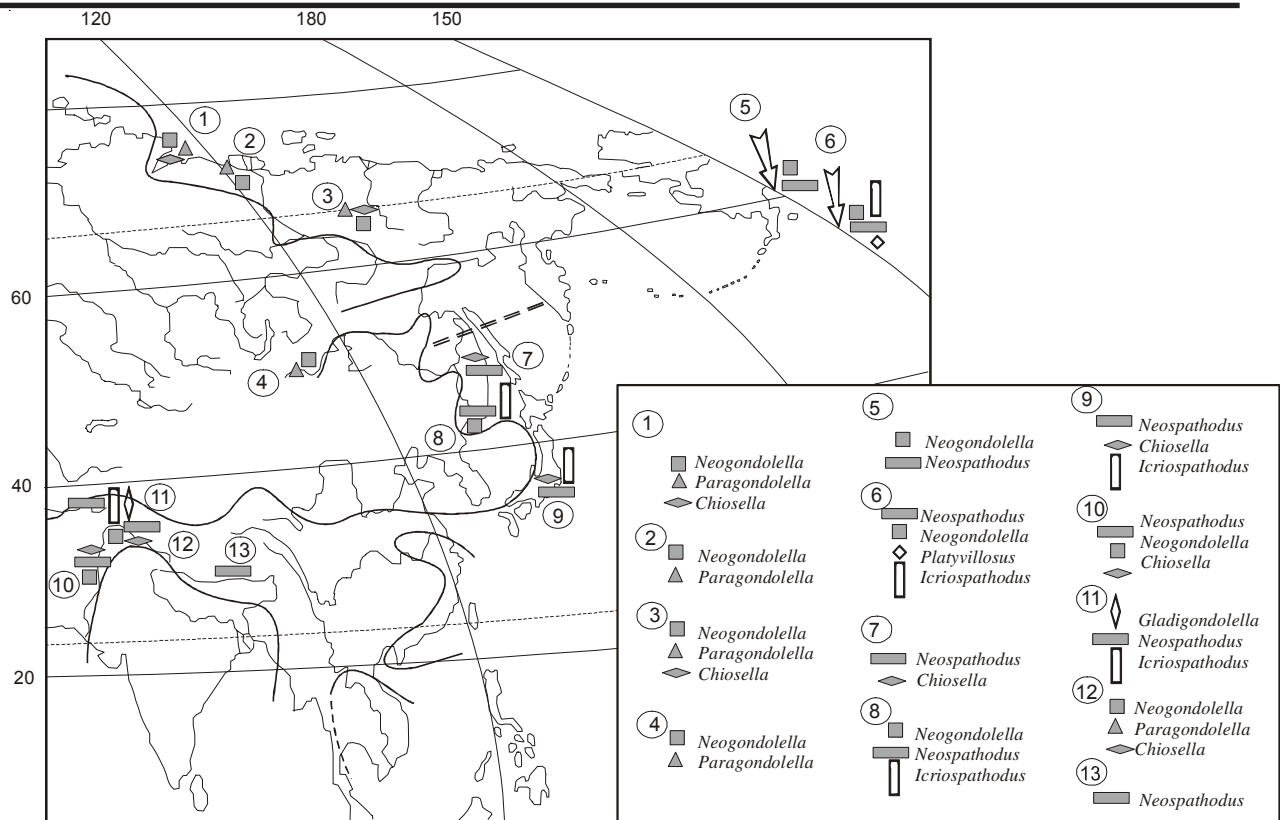 120 180 150
1
2
3
4
5
6
7
8
9
10
11
12
13
60
40
20
1
Neogondolella
Paragondolella
Chiosella
2
Neogondolella
Paragondolella
3
Neogondolella
Paragondolella
Chiosella
4
Neogondolella
Paragondolella
5
Neogondolella
Neospathodus
6
Neospathodus
Neogondolella
Platyvillosus
Icriospathodus
7
Neospathodus
Chiosella
8
Neogondolella
Neospathodus
Icriospathodus
9
Neospathodus
Chiosella
Icriospathodus
10
Neospathodus
Neogondolella
Chiosella
11
Gladigondolella
Neospathodus
Icriospathodus
12
Neogondolella
Paragondolella
Chiosella
13
Neospathodus